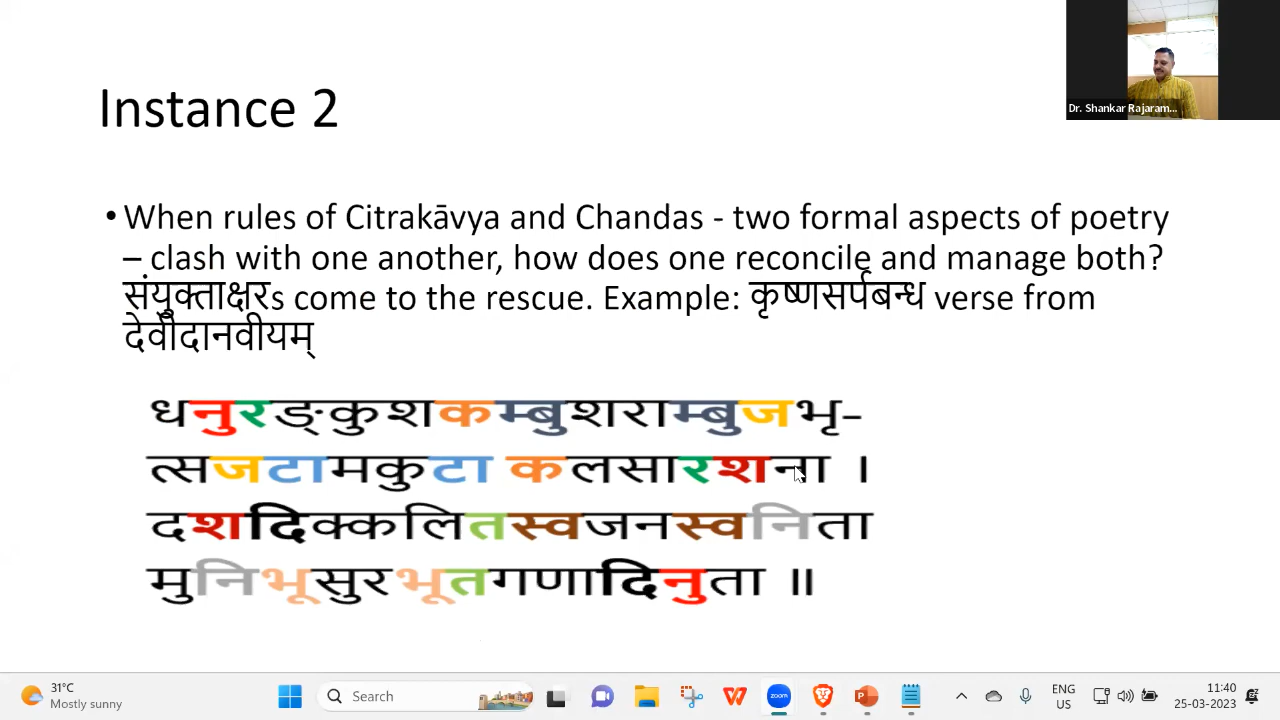 Dr. Shankar Rajaram...
Instance 2
• When rules of Citrakāvya and Chandas - two formal aspects of poetry
– clash with one another, how does one reconcile and manage both?
संयुक्ताक्षरs come to the rescue. Example: कृष्णसर्पबन्ध verse from
देवीदानवीयम्
धनुरङ्कुशकम्बुशराम्बुजभृ-
त्सजटामकुटा कलसारशना ।
दशदिक्कलितस्वजनस्वनिता
मुनिभूसुरभूतगणादिनुता ॥
31°C
Mostly sunny
Search
ENG
US
11:40
25-03-2023